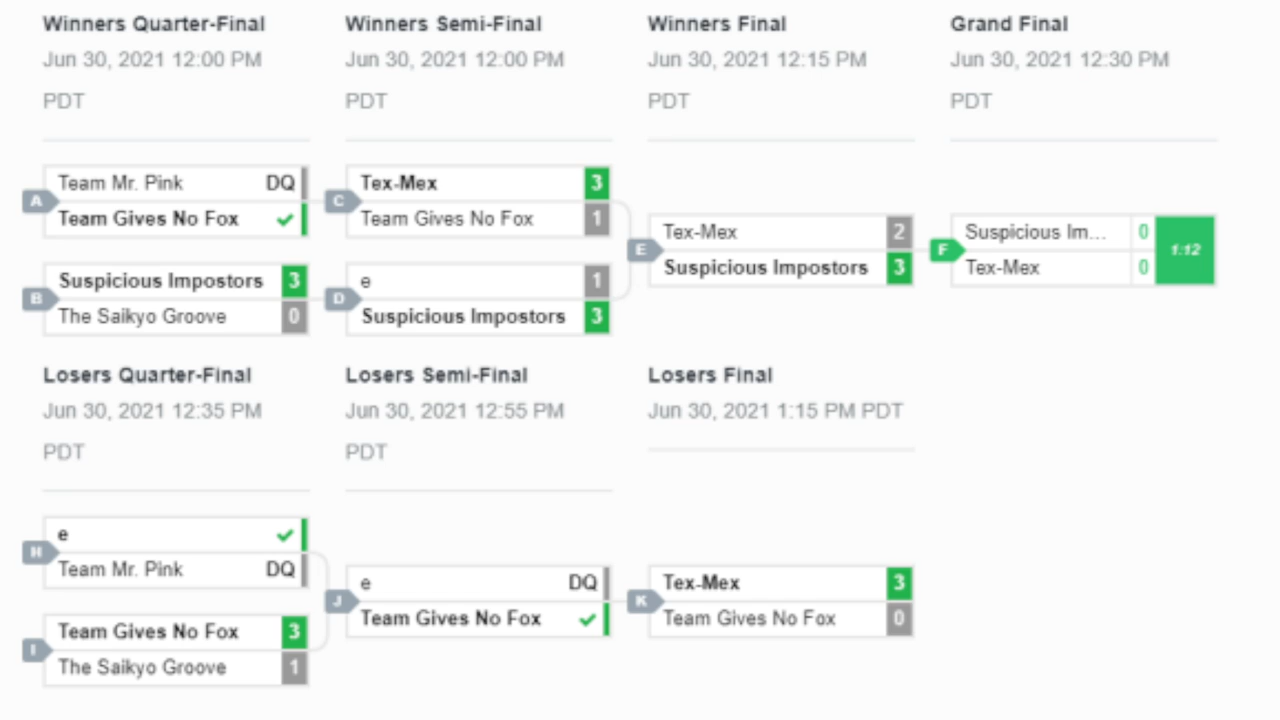 Winners Quarter-Final
Jun 30, 2021 12:00 PM
PDT
A
Team Mr. Pink DQ
Team Gives No Fox ✓
B
Suspicious Impostors 3
The Saikyo Groove 0
Winners Semi-Final
Jun 30, 2021 12:00 PM
PDT
C
Tex-Mex 3
Team Gives No Fox 1
D
e 1
Suspicious Impostors 3
Winners Final
Jun 30, 2021 12:15 PM
PDT
E
Tex-Mex 2
Suspicious Impostors 3
Grand Final
Jun 30, 2021 12:30 PM
PDT
F
Suspicious Im... 0
Tex-Mex 0
1:12
Losers Quarter-Final
Jun 30, 2021 12:35 PM
PDT
H
e ✓
Team Mr. Pink DQ
I
Team Gives No Fox 3
The Saikyo Groove 1
Losers Semi-Final
Jun 30, 2021 12:55 PM
PDT
J
e DQ
Team Gives No Fox ✓
Losers Final
Jun 30, 2021 1:15 PM PDT
K
Tex-Mex 3
Team Gives No Fox 0